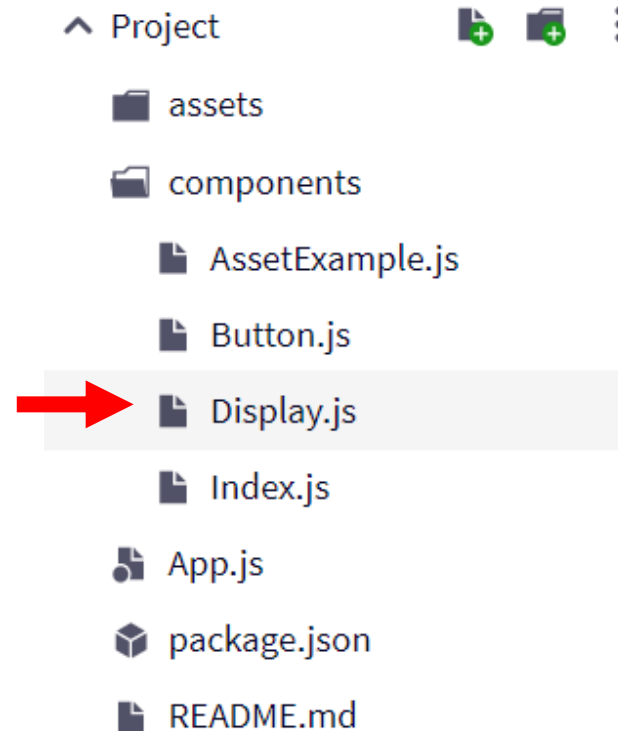 Project
assets
components
AssetExample.js
Button.js
Display.js
Index.js
App.js
package.json
README.md